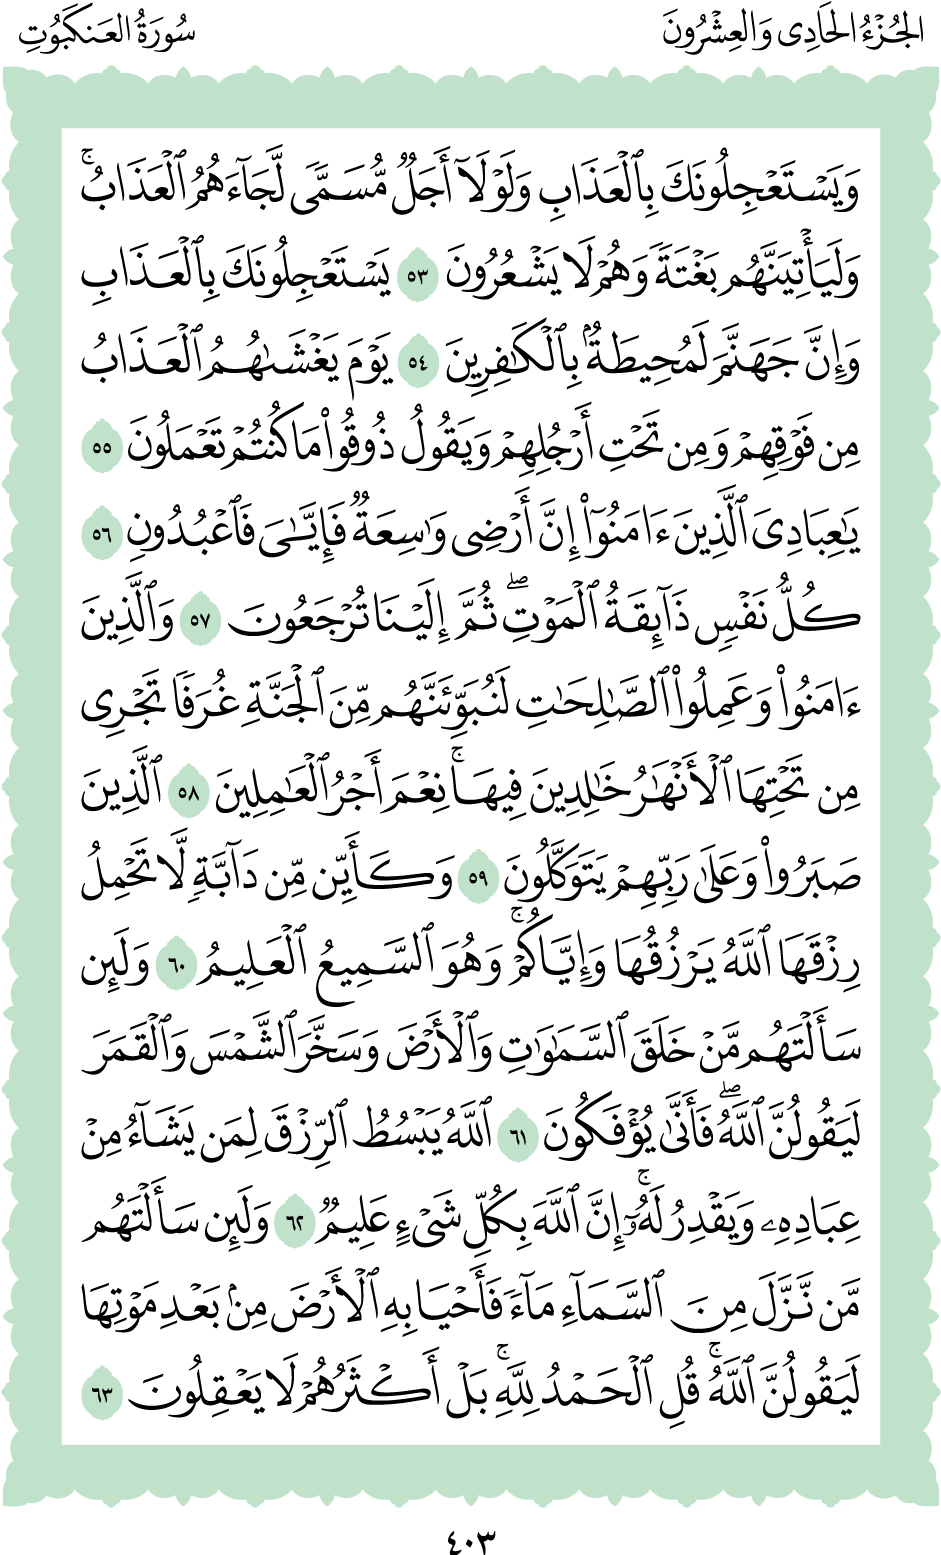 الجُزْءُ الحَادِى وَالعِشْرُونَ
سُورَةُ العَنكَبُوتِ
وَيَسْتَعْجِلُونَكَ بِٱلْعَذَابِ وَلَوْلَآ أَجَلٌ مُّسَمًّى لَّجَآءَهُمُ ٱلْعَذَابُۚ
وَلَيَأْتِيَنَّهُم بَغْتَةً وَهُمْ لَا يَشْعُرُونَ ٥٣ يَسْتَعْجِلُونَكَ بِٱلْعَذَابِ
وَإِنَّ جَهَنَّمَ لَمُحِيطَةٌۢ بِٱلْكَٰفِرِينَ ٥٤ يَوْمَ يَغْشَىٰهُمُ ٱلْعَذَابُ
مِن فَوْقِهِمْ وَمِن تَحْتِ أَرْجُلِهِمْ وَيَقُولُ ذُوقُوا۟ مَا كُنتُمْ تَعْمَلُونَ ٥٥
يَٰعِبَادِىَ ٱلَّذِينَ ءَامَنُوٓا۟ إِنَّ أَرْضِى وَٰسِعَةٌ فَإِيَّٰىَ فَٱعْبُدُونِ ٥٦
كُلُّ نَفْسٍ ذَآئِقَةُ ٱلْمَوْتِۖ ثُمَّ إِلَيْنَا تُرْجَعُونَ ٥٧ وَٱلَّذِينَ
ءَامَنُوا۟ وَعَمِلُوا۟ ٱلصَّٰلِحَٰتِ لَنُبَوِّئَنَّهُم مِّنَ ٱلْجَنَّةِ غُرَفًا تَجْرِى
مِن تَحْتِهَا ٱلْأَنْهَٰرُ خَٰلِدِينَ فِيهَاۚ نِعْمَ أَجْرُ ٱلْعَٰمِلِينَ ٥٨ ٱلَّذِينَ
صَبَرُوا۟ وَعَلَىٰ رَبِّهِمْ يَتَوَكَّلُونَ ٥٩ وَكَأَيِّن مِّن دَآبَّةٍ لَّا تَحْمِلُ
رِزْقَهَا ٱللَّهُ يَرْزُقُهَا وَإِيَّاكُمْۚ وَهُوَ ٱلسَّمِيعُ ٱلْعَلِيمُ ٦٠ وَلَئِن
سَأَلْتَهُم مَّنْ خَلَقَ ٱلسَّمَٰوَٰتِ وَٱلْأَرْضَ وَسَخَّرَ ٱلشَّمْسَ وَٱلْقَمَرَ
لَيَقُولُنَّ ٱللَّهُۖ فَأَنَّىٰ يُؤْفَكُونَ ٦١ ٱللَّهُ يَبْسُطُ ٱلرِّزْقَ لِمَن يَشَآءُ مِنْ
عِبَادِهِۦ وَيَقْدِرُ لَهُۥٓۚ إِنَّ ٱللَّهَ بِكُلِّ شَىْءٍ عَلِيمٌ ٦٢ وَلَئِن سَأَلْتَهُم
مَّن نَّزَّلَ مِنَ ٱلسَّمَآءِ مَآءً فَأَحْيَا بِهِ ٱلْأَرْضَ مِنۢ بَعْدِ مَوْتِهَا
لَيَقُولُنَّ ٱللَّهُۚ قُلِ ٱلْحَمْدُ لِلَّهِۚ بَلْ أَكْثَرُهُمْ لَا يَعْقِلُونَ ٦٣
٤٠٣